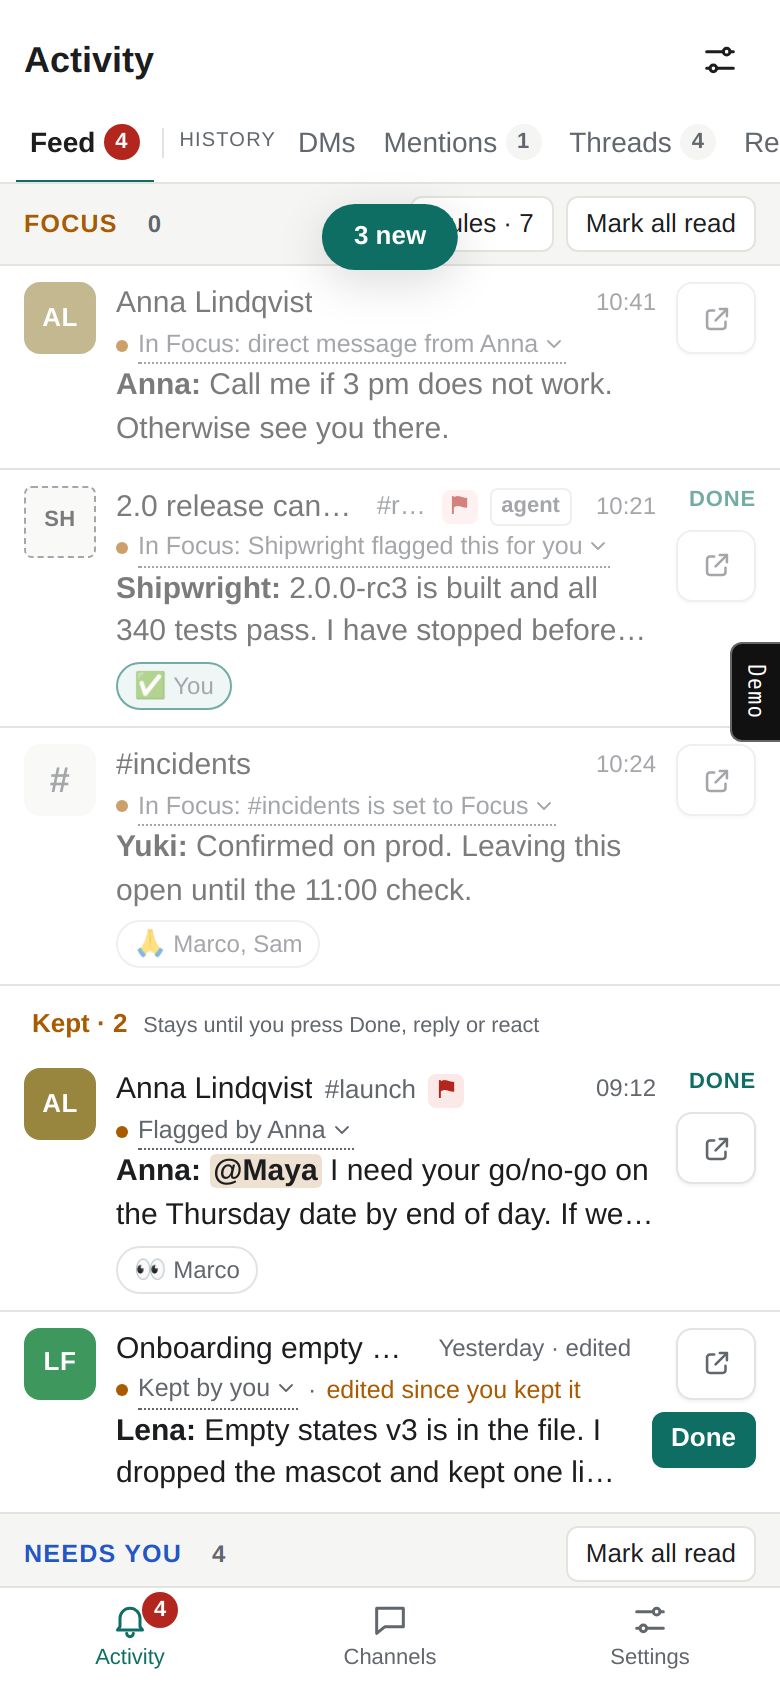 Activity
Feed 4 HISTORY DMs Mentions 1 Threads 4 Re
FOCUS 0 3 new ules · 7 Mark all read
AL Anna Lindqvist 10:41
In Focus: direct message from Anna
Anna: Call me if 3 pm does not work.
Otherwise see you there.
SH 2.0 release can… #r… agent 10:21 DONE
In Focus: Shipwright flagged this for you
Shipwright: 2.0.0-rc3 is built and all
340 tests pass. I have stopped before…
✅ You
Demo
# #incidents 10:24
In Focus: #incidents is set to Focus
Yuki: Confirmed on prod. Leaving this
open until the 11:00 check.
🙏 Marco, Sam
Kept · 2 Stays until you press Done, reply or react
AL Anna Lindqvist #launch 09:12 DONE
Flagged by Anna
Anna: @Maya I need your go/no-go on
the Thursday date by end of day. If we…
👀 Marco
LF Onboarding empty … Yesterday · edited
Kept by you · edited since you kept it
Lena: Empty states v3 is in the file. I
dropped the mascot and kept one li…
Done
NEEDS YOU 4 Mark all read
4
Activity Channels Settings